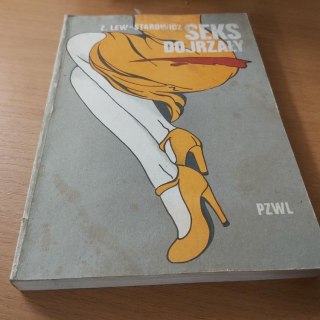 Z. LEW-STAROWICZ
SEKS
DOJRZAŁY
PZWL